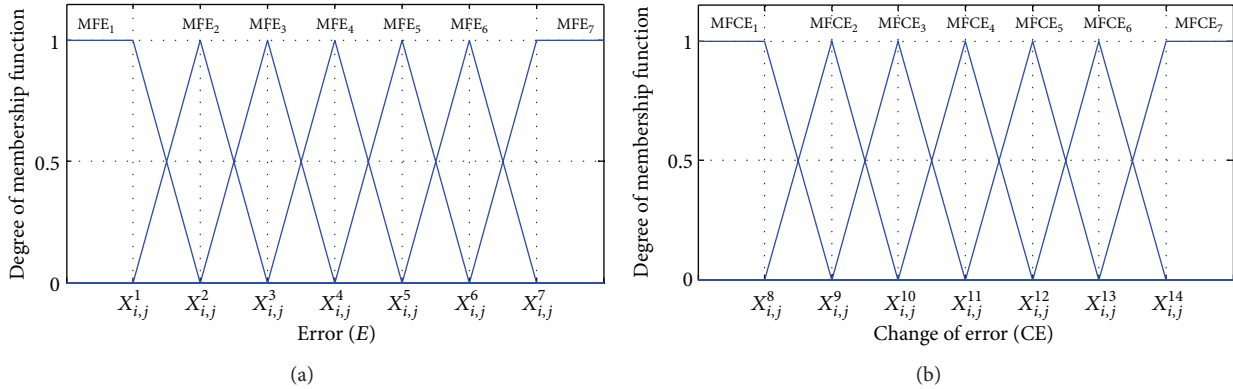 MFE₁ MFE₂ MFE₃ MFE₄ MFE₅ MFE₆ MFE₇
Degree of membership function
1
0.5
0
X¹ᵢ,ⱼ X²ᵢ,ⱼ X³ᵢ,ⱼ X⁴ᵢ,ⱼ X⁵ᵢ,ⱼ X⁶ᵢ,ⱼ X⁷ᵢ,ⱼ
Error (E)
(a)
MFCE₁ MFCE₂ MFCE₃ MFCE₄ MFCE₅ MFCE₆ MFCE₇
Degree of membership function
1
0.5
0
X⁸ᵢ,ⱼ X⁹ᵢ,ⱼ X¹⁰ᵢ,ⱼ X¹¹ᵢ,ⱼ X¹²ᵢ,ⱼ X¹³ᵢ,ⱼ X¹⁴ᵢ,ⱼ
Change of error (CE)
(b)